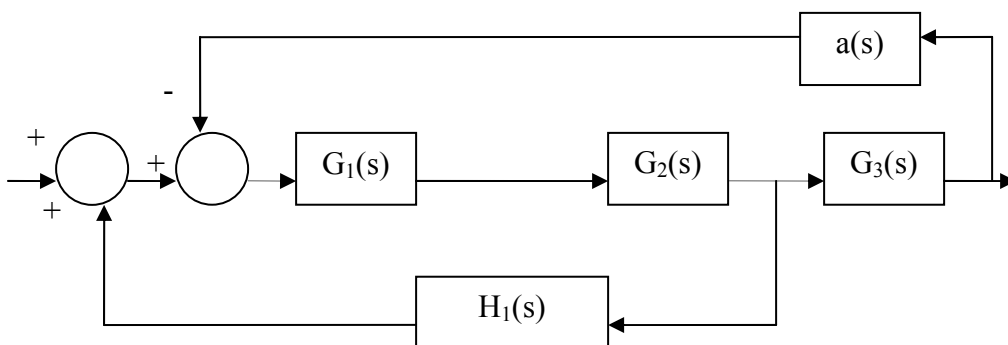 a(s)
-
+
+
G₁(s)
G₂(s)
G₃(s)
+
H₁(s)